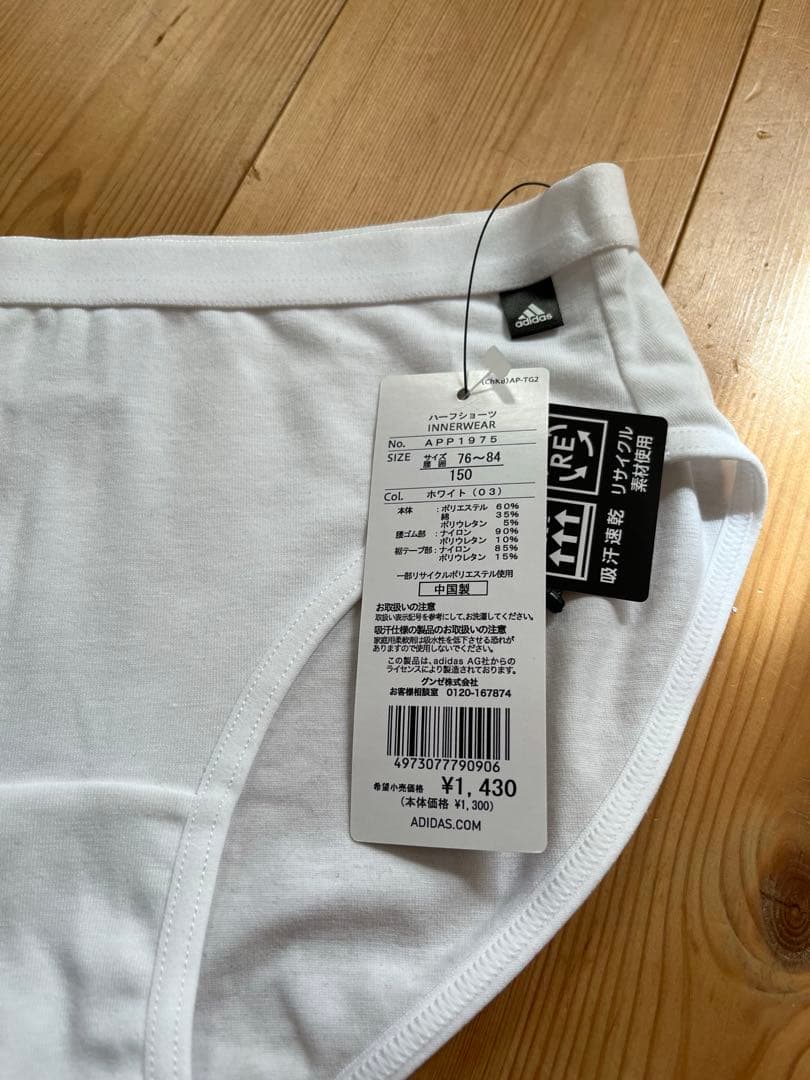 adidas
(ChKd)AP-TG2
ハーフショーツ
INNERWEAR
No. APP1975
SIZE サイズ 腰囲 76～84
150
Col. ホワイト(03)
本体 :ポリエステル 60%
綿 35%
ポリウレタン 5%
腰ゴム部 :ナイロン 90%
ポリウレタン 10%
裾テープ部:ナイロン 85%
ポリウレタン 15%
一部リサイクルポリエステル使用
中国製
お取扱いの注意
取扱い表示記号を参考にして、お洗濯してください。
吸汗仕様の製品のお取扱いの注意
家庭用柔軟剤は吸水性を低下させる恐れが
ありますので使用しないでください。
この製品は、adidas AG社からの
ライセンスにより製造されております。
グンゼ株式会社
お客様相談室 0120-167874
4973077790906
希望小売価格 ¥1,430
(本体価格 ¥1,300)
ADIDAS.COM
RE
リサイクル
素材使用
吸汗速乾